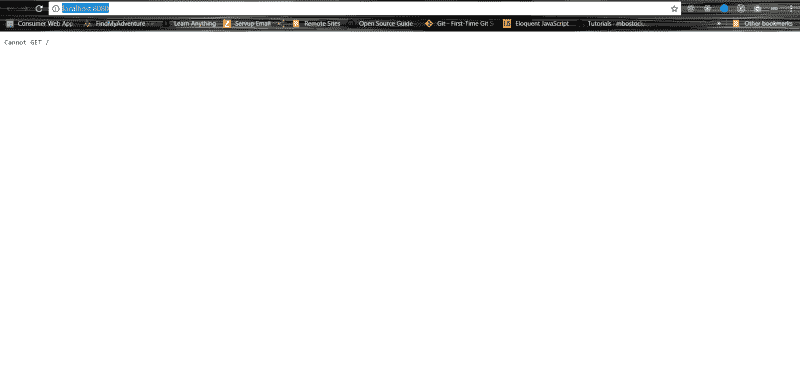 localhost:8080
Consumer Web App FindMyAdventure Learn Anything Servup Email Remote Sites Open Source Guide Git - First-Time Git S Eloquent JavaScript Tutorials · mbostock » Other bookmarks
Cannot GET /